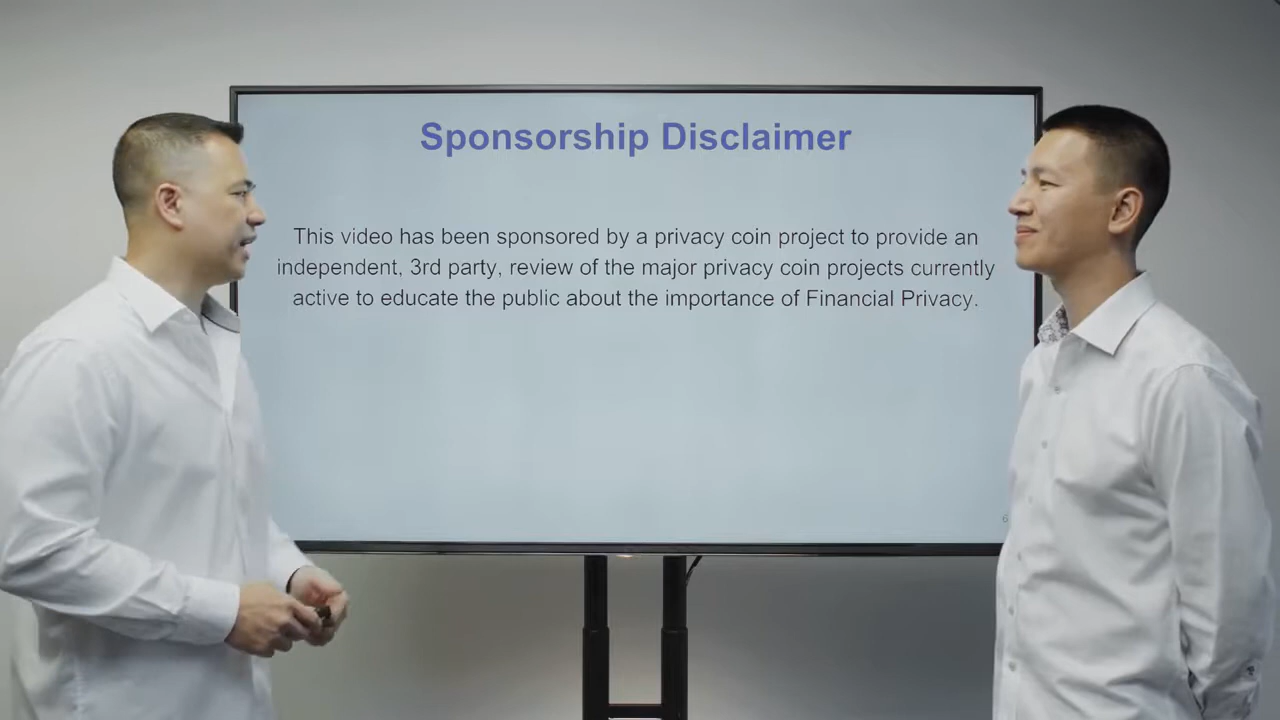 Sponsorship Disclaimer
This video has been sponsored by a privacy coin project to provide an
independent, 3rd party, review of the major privacy coin projects currently
active to educate the public about the importance of Financial Privacy.
6